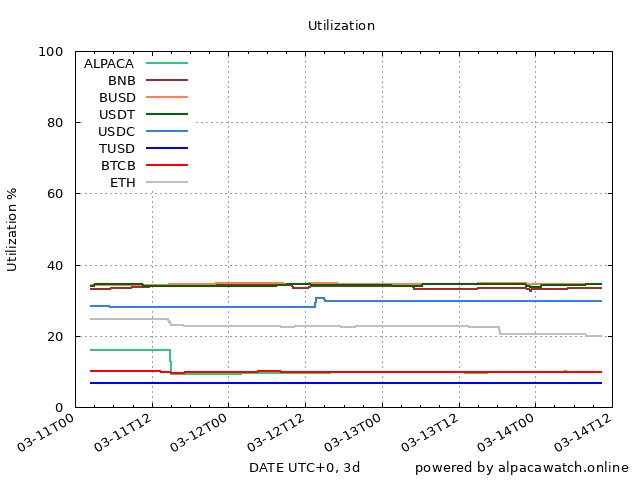 Utilization
100
80
60
40
20
0
Utilization %
ALPACA
BNB
BUSD
USDT
USDC
TUSD
BTCB
ETH
03-11T00
03-11T12
03-12T00
03-12T12
03-13T00
03-13T12
03-14T00
03-14T12
DATE UTC+0, 3d
powered by alpacawatch.online